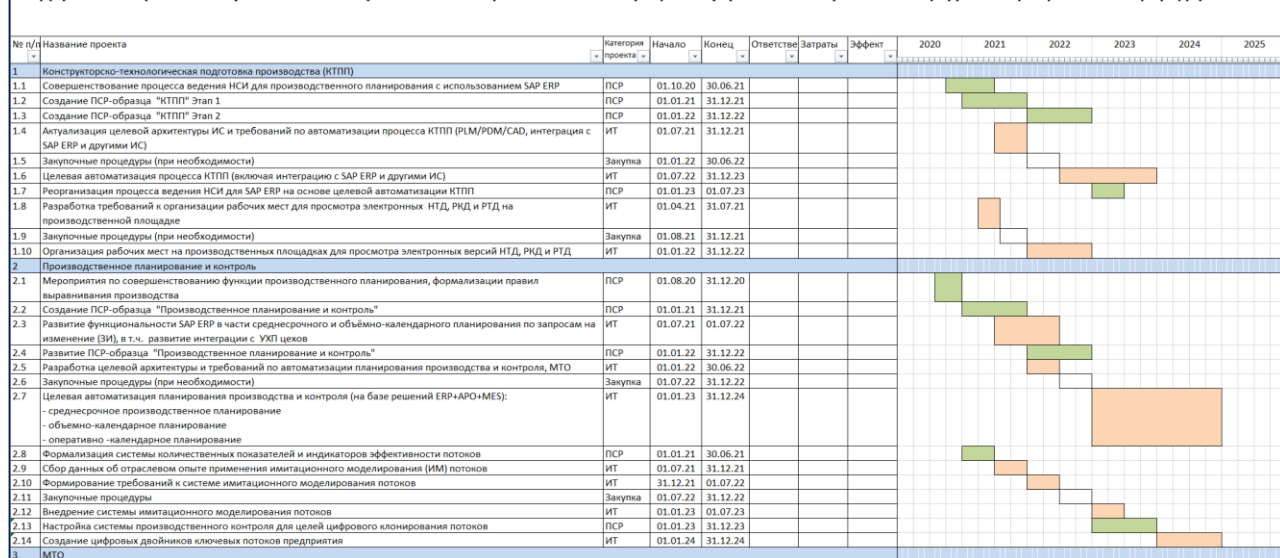 № п/п Название проекта Категория проекта Начало Конец Ответстве Затраты Эффект 2020 2021 2022 2023 2024 2025
1 Конструкторско-технологическая подготовка производства (КТПП)
1.1 Совершенствование процесса ведения НСИ для производственного планирования с использованием SAP ERP ПСР 01.10.20 30.06.21
1.2 Создание ПСР-образца "КТПП" Этап 1 ПСР 01.01.21 31.12.21
1.3 Создание ПСР-образца "КТПП" Этап 2 ПСР 01.01.22 31.12.22
1.4 Актуализация целевой архитектуры ИС и требований по автоматизации процесса КТПП (PLM/PDM/CAD, интеграция с ИТ 01.07.21 31.12.21
SAP ERP и другими ИС)
1.5 Закупочные процедуры (при необходимости) Закупка 01.01.22 30.06.22
1.6 Целевая автоматизация процесса КТПП (включая интеграцию с SAP ERP и другими ИС) ИТ 01.07.22 31.12.23
1.7 Реорганизация процесса ведения НСИ для SAP ERP на основе целевой автоматизации КТПП ПСР 01.01.23 01.07.23
1.8 Разработка требований к организации рабочих мест для просмотра электронных НТД, РКД и РТД на ИТ 01.04.21 31.07.21
производственной площадке
1.9 Закупочные процедуры (при необходимости) Закупка 01.08.21 31.12.21
1.10 Организация рабочих мест на производственных площадках для просмотра электронных версий НТД, РКД и РТД ИТ 01.01.22 31.12.22
2 Производственное планирование и контроль
2.1 Мероприятия по совершенствованию функции производственного планирования, формализации правил ПСР 01.08.20 31.12.20
выравнивания производства
2.2 Создание ПСР-образца "Производственное планирование и контроль" ПСР 01.01.21 31.12.21
2.3 Развитие функциональности SAP ERP в части среднесрочного и объёмно-календарного планирования по запросам на ИТ 01.07.21 01.07.22
изменение (ЗИ), в т.ч. развитие интеграции с УХП цехов
2.4 Развитие ПСР-образца "Производственное планирование и контроль" ПСР 01.01.22 31.12.22
2.5 Разработка целевой архитектуры и требований по автоматизации планирования производства и контроля, МТО ИТ 01.01.22 30.06.22
2.6 Закупочные процедуры (при необходимости) Закупка 01.07.22 31.12.22
2.7 Целевая автоматизация планирования производства и контроля (на базе решений ERP+APO+MES): ИТ 01.01.23 31.12.24
- среднесрочное производственное планирование
- объемно-календарное планирование
- оперативно -календарное планирование
2.8 Формализация системы количественных показателей и индикаторов эффективности потоков ПСР 01.01.21 30.06.21
2.9 Сбор данных об отраслевом опыте применения имитационного моделирования (ИМ) потоков ИТ 01.07.21 31.12.21
2.10 Формирование требований к системе имитационного моделирования потоков ИТ 31.12.21 01.07.22
2.11 Закупочные процедуры Закупка 01.07.22 31.12.22
2.12 Внедрение системы имитационного моделирования потоков ИТ 01.01.23 01.07.23
2.13 Настройка системы производственного контроля для целей цифрового клонирования потоков ПСР 01.01.23 31.12.23
2.14 Создание цифровых двойников ключевых потоков предприятия ИТ 01.01.24 31.12.24
3 МТО